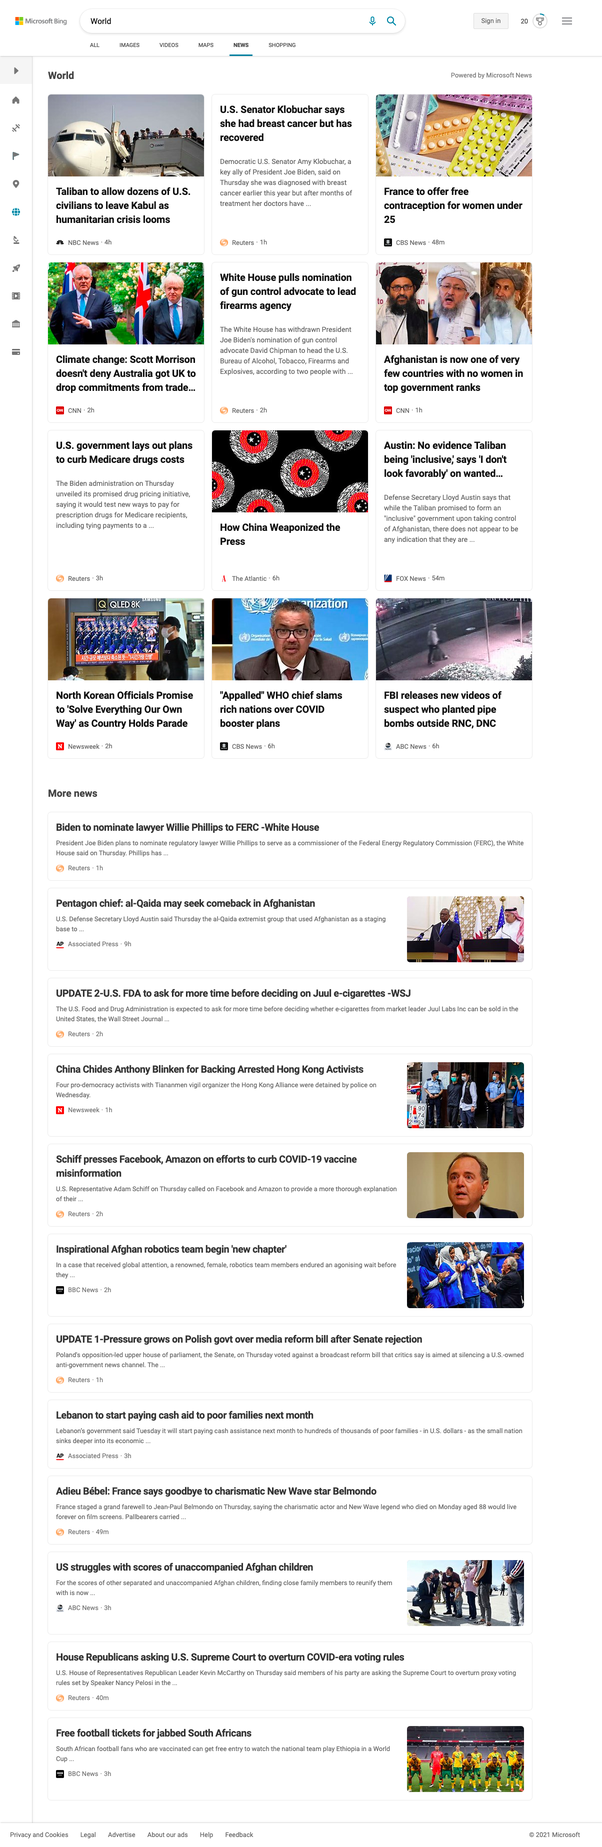 Microsoft Bing
World
Sign in
20
ALL
IMAGES
VIDEOS
MAPS
NEWS
SHOPPING
World
Powered by Microsoft News
Taliban to allow dozens of U.S.
civilians to leave Kabul as
humanitarian crisis looms
NBC News · 4h
U.S. Senator Klobuchar says
she had breast cancer but has
recovered
Democratic U.S. Senator Amy Klobuchar, a
key ally of President Joe Biden, said on
Thursday she was diagnosed with breast
cancer earlier this year but after months of
treatment her doctors have ...
Reuters · 1h
France to offer free
contraception for women under
25
CBS News · 48m
Climate change: Scott Morrison
doesn't deny Australia got UK to
drop commitments from trade...
CNN · 2h
White House pulls nomination
of gun control advocate to lead
firearms agency
The White House has withdrawn President
Joe Biden's nomination of gun control
advocate David Chipman to head the U.S.
Bureau of Alcohol, Tobacco, Firearms and
Explosives, according to two people with ...
Reuters · 2h
Afghanistan is now one of very
few countries with no women in
top government ranks
CNN · 1h
U.S. government lays out plans
to curb Medicare drugs costs
The Biden administration on Thursday
unveiled its promised drug pricing initiative,
saying it would test new ways to pay for
prescription drugs for Medicare recipients,
including tying payments to a ...
Reuters · 3h
How China Weaponized the
Press
The Atlantic · 6h
Austin: No evidence Taliban
being 'inclusive,' says 'I don't
look favorably' on wanted...
Defense Secretary Lloyd Austin says that
while the Taliban promised to form an
"inclusive" government upon taking control
of Afghanistan, there does not appear to be
any indication that they are ...
FOX News · 54m
QLED 8K
North Korean Officials Promise
to 'Solve Everything Our Own
Way' as Country Holds Parade
Newsweek · 2h
"Appalled" WHO chief slams
rich nations over COVID
booster plans
CBS News · 6h
FBI releases new videos of
suspect who planted pipe
bombs outside RNC, DNC
ABC News · 6h
More news
Biden to nominate lawyer Willie Phillips to FERC -White House
President Joe Biden plans to nominate regulatory lawyer Willie Phillips to serve as a commissioner of the Federal Energy Regulatory Commission (FERC), the White
House said on Thursday. Phillips has ...
Reuters · 1h
Pentagon chief: al-Qaida may seek comeback in Afghanistan
U.S. Defense Secretary Lloyd Austin said Thursday the al-Qaida extremist group that used Afghanistan as a staging
base to ...
AP Associated Press · 9h
UPDATE 2-U.S. FDA to ask for more time before deciding on Juul e-cigarettes -WSJ
The U.S. Food and Drug Administration is expected to ask for more time before deciding whether e-cigarettes from market leader Juul Labs Inc can be sold in the
United States, the Wall Street Journal ...
Reuters · 2h
China Chides Anthony Blinken for Backing Arrested Hong Kong Activists
Four pro-democracy activists with Tiananmen vigil organizer the Hong Kong Alliance were detained by police on
Wednesday.
Newsweek · 1h
Schiff presses Facebook, Amazon on efforts to curb COVID-19 vaccine
misinformation
U.S. Representative Adam Schiff on Thursday called on Facebook and Amazon to provide a more thorough explanation
of their ...
Reuters · 2h
Inspirational Afghan robotics team begin 'new chapter'
In a case that received global attention, a renowned, female, robotics team members endured an agonising wait before
they ...
BBC News · 2h
UPDATE 1-Pressure grows on Polish govt over media reform bill after Senate rejection
Poland's opposition-led upper house of parliament, the Senate, on Thursday voted against a broadcast reform bill that critics say is aimed at silencing a U.S.-owned
anti-government news channel. The ...
Reuters · 1h
Lebanon to start paying cash aid to poor families next month
Lebanon's government said Tuesday it will start paying cash assistance next month to hundreds of thousands of poor families - in U.S. dollars - as the small nation
sinks deeper into its economic ...
AP Associated Press · 3h
Adieu Bébel: France says goodbye to charismatic New Wave star Belmondo
France staged a grand farewell to Jean-Paul Belmondo on Thursday, saying the charismatic actor and New Wave legend who died on Monday aged 88 would live
forever on film screens. Pallbearers carried ...
Reuters · 49m
US struggles with scores of unaccompanied Afghan children
For the scores of other separated and unaccompanied Afghan children, finding close family members to reunify them
with is now ...
ABC News · 3h
House Republicans asking U.S. Supreme Court to overturn COVID-era voting rules
U.S. House of Representatives Republican Leader Kevin McCarthy on Thursday said members of his party are asking the Supreme Court to overturn proxy voting
rules set by Speaker Nancy Pelosi in the ...
Reuters · 40m
Free football tickets for jabbed South Africans
South African football fans who are vaccinated can get free entry to watch the national team play Ethiopia in a World
Cup ...
BBC News · 3h
Privacy and Cookies
Legal
Advertise
About our ads
Help
Feedback
© 2021 Microsoft